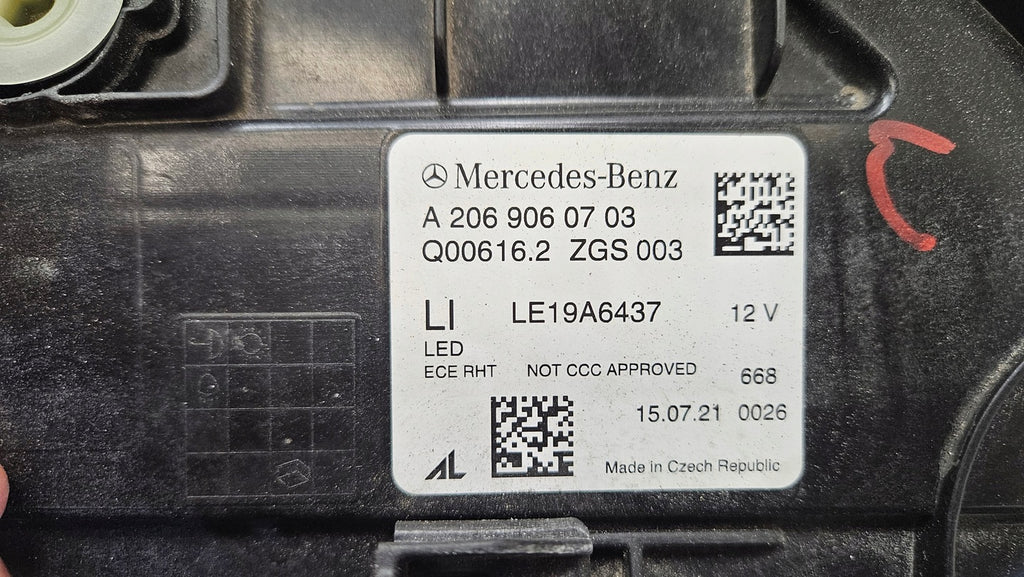 Mercedes-Benz
A 206 906 07 03
Q00616.2 ZGS 003
LI LE19A6437 12 V
LED
ECE RHT NOT CCC APPROVED
668
15.07.21 0026
AL Made in Czech Republic